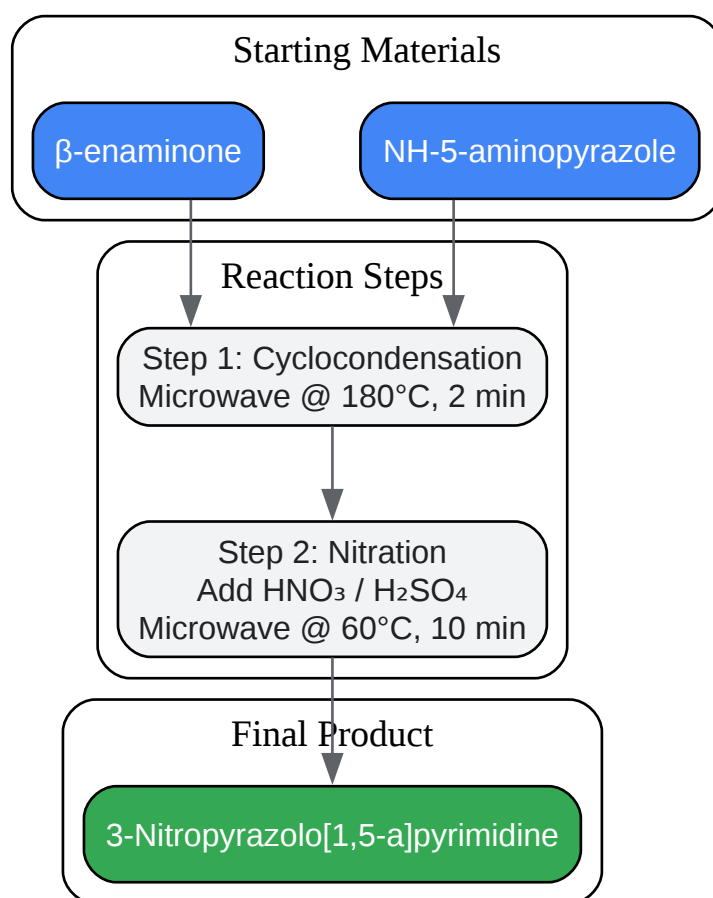 Starting Materials
β-enaminone
NH-5-aminopyrazole
Reaction Steps
Step 1: Cyclocondensation
Microwave @ 180°C, 2 min
Step 2: Nitration
Add HNO₃ / H₂SO₄
Microwave @ 60°C, 10 min
Final Product
3-Nitropyrazolo[1,5-a]pyrimidine